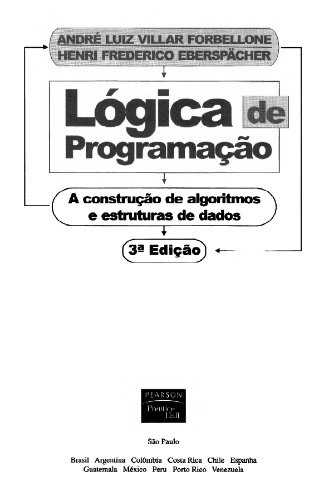 ANDRÉ LUIZ VILLAR FORBELLONE
HENRI FREDERICO EBERSPÄCHER
Lógica de
Programação
A construção de algoritmos
e estruturas de dados
3ª Edição
PEARSON
Prentice
Hall
São Paulo
Brasil Argentina Colômbia Costa Rica Chile Espanha
Guatemala México Peru Porto Rico Venezuela